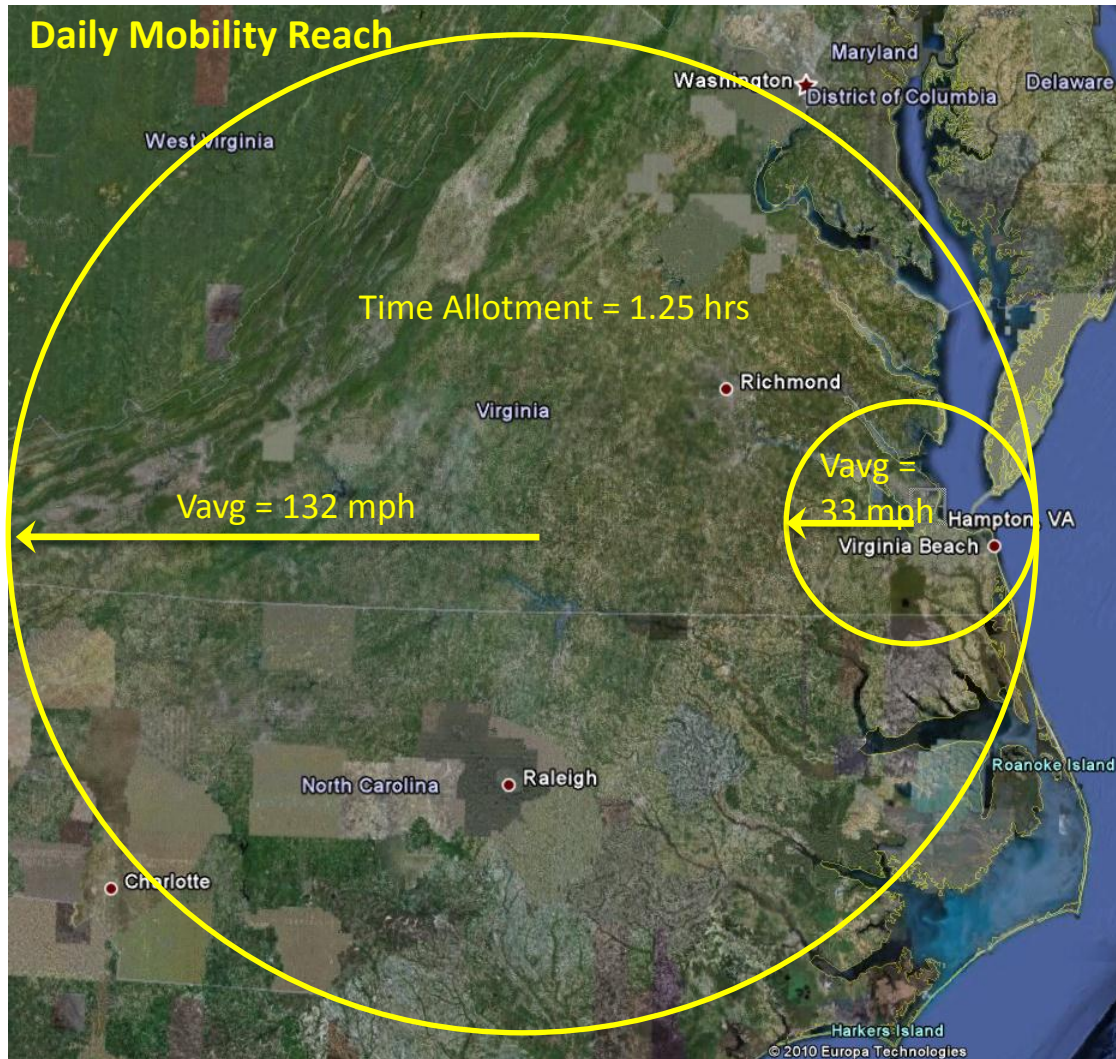 Daily Mobility Reach
Maryland
Washington
Delaware
District of Columbia
West Virginia
Time Allotment = 1.25 hrs
Richmond
Virginia
Vavg =
33 mph
Vavg = 132 mph
Hampton, VA
Virginia Beach
Roanoke Island
North Carolina
Raleigh
Charlotte
Harkers Island
© 2010 Europa Technologies